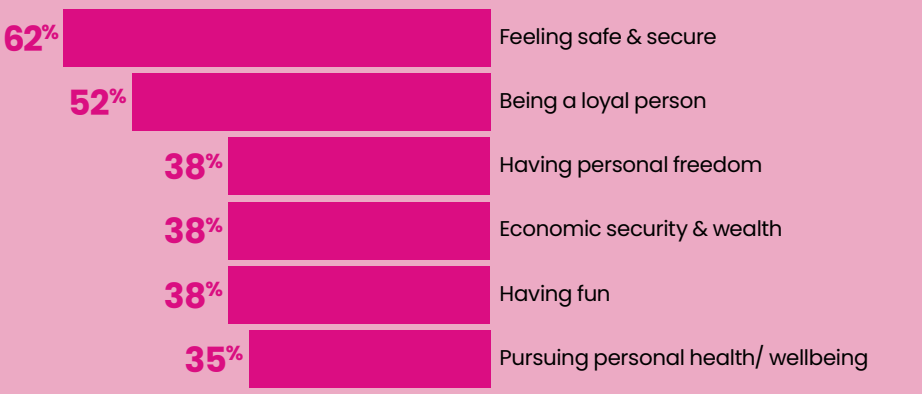 62% Feeling safe & secure
52% Being a loyal person
38% Having personal freedom
38% Economic security & wealth
38% Having fun
35% Pursuing personal health/ wellbeing